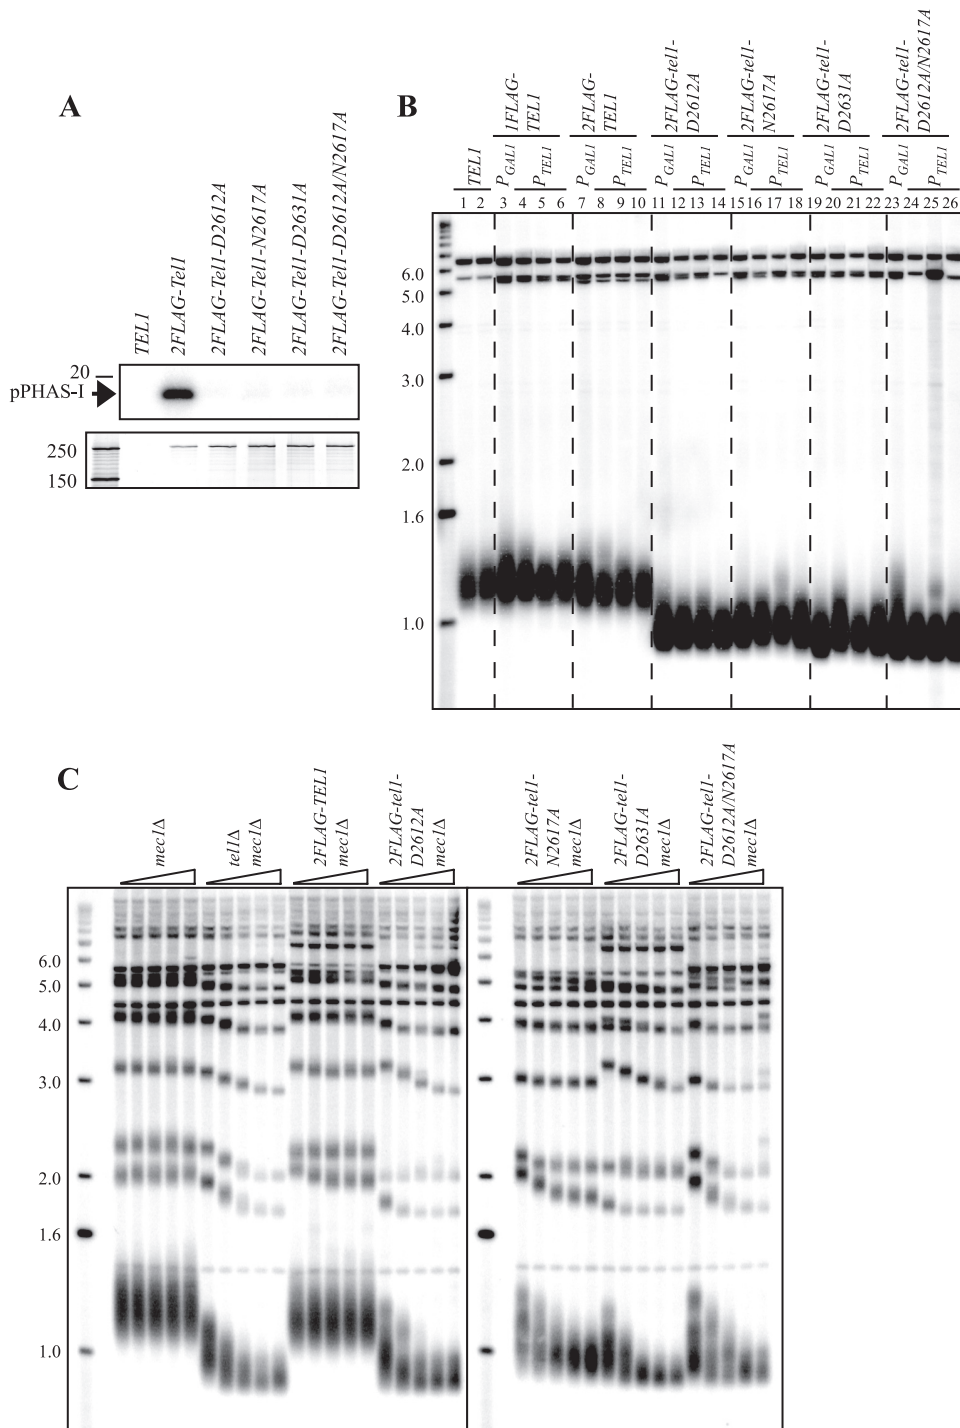 A
TEL1
2FLAG-Tel1
2FLAG-Tel1-D2612A
2FLAG-Tel1-N2617A
2FLAG-Tel1-D2631A
2FLAG-Tel1-D2612A/N2617A
20
pPHAS-I
250
150
B
TEL1
1FLAG-
TEL1
2FLAG-
TEL1
2FLAG-tel1-
D2612A
2FLAG-tel1-
N2617A
2FLAG-tel1-
D2631A
2FLAG-tel1-
D2612A/N2617A
PGAL1 PTEL1 PGAL1 PTEL1 PGAL1 PTEL1 PGAL1 PTEL1 PGAL1 PTEL1 PGAL1 PTEL1
1 2 3 4 5 6 7 8 9 10 11 12 13 14 15 16 17 18 19 20 21 22 23 24 25 26
6.0
5.0
4.0
3.0
2.0
1.6
1.0
C
mec1Δ
tel1Δ
mec1Δ
2FLAG-TEL1
mec1Δ
2FLAG-tel1-
D2612A
mec1Δ
2FLAG-tel1-
N2617A
mec1Δ
2FLAG-tel1-
D2631A
mec1Δ
2FLAG-tel1-
D2612A/N2617A
mec1Δ
6.0
5.0
4.0
3.0
2.0
1.6
1.0